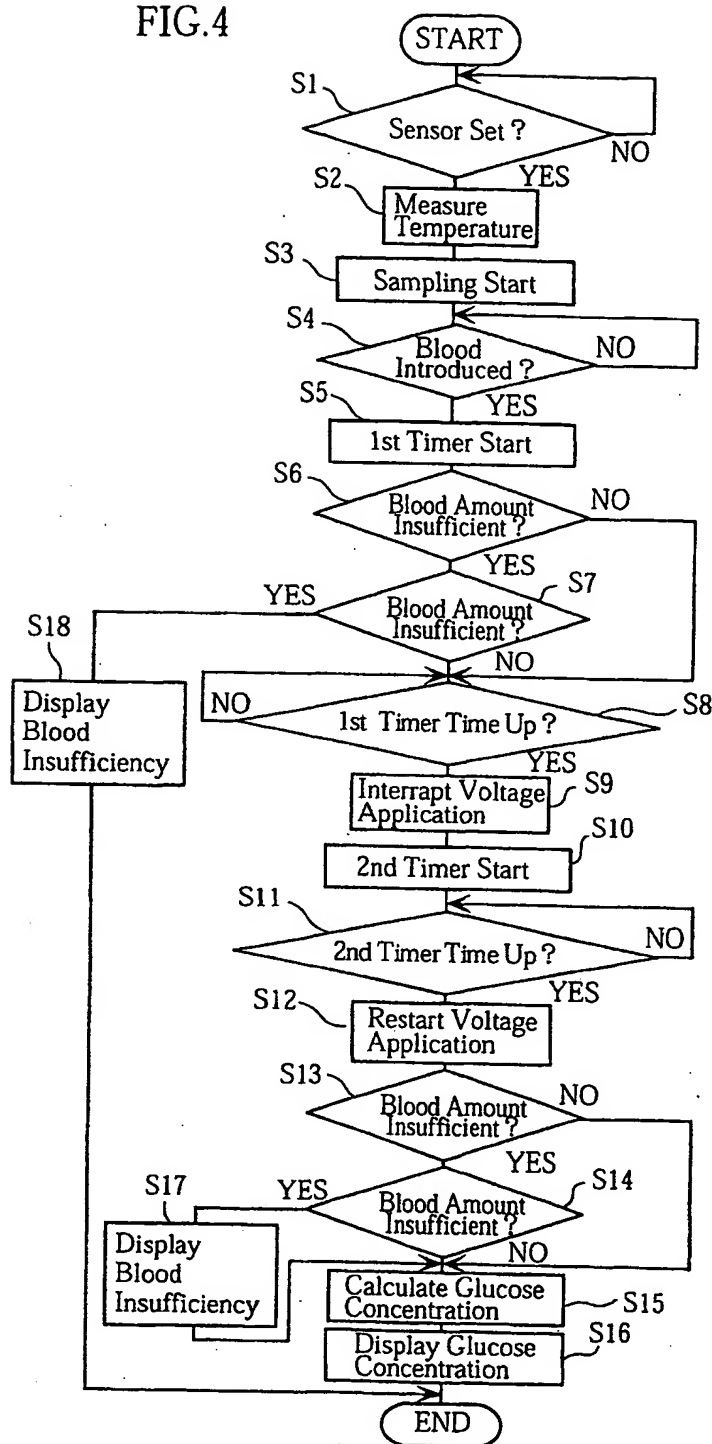 FIG.4
START
S1
Sensor Set ?
NO
YES
S2
Measure
Temperature
S3
Sampling Start
S4
Blood
Introduced ?
NO
YES
S5
1st Timer Start
S6
Blood Amount
Insufficient ?
NO
YES
S7
YES
Blood Amount
Insufficient ?
NO
S18
Display
Blood
Insufficiency
NO
1st Timer Time Up ?
S8
YES
Interrapt Voltage
Application
S9
S10
2nd Timer Start
S11
2nd Timer Time Up ?
NO
YES
S12
Restart Voltage
Application
S13
Blood Amount
Insufficient ?
NO
YES
S14
YES
Blood Amount
Insufficient ?
NO
S17
Display
Blood
Insufficiency
Calculate Glucose
Concentration
S15
Display Glucose
Concentration
S16
END